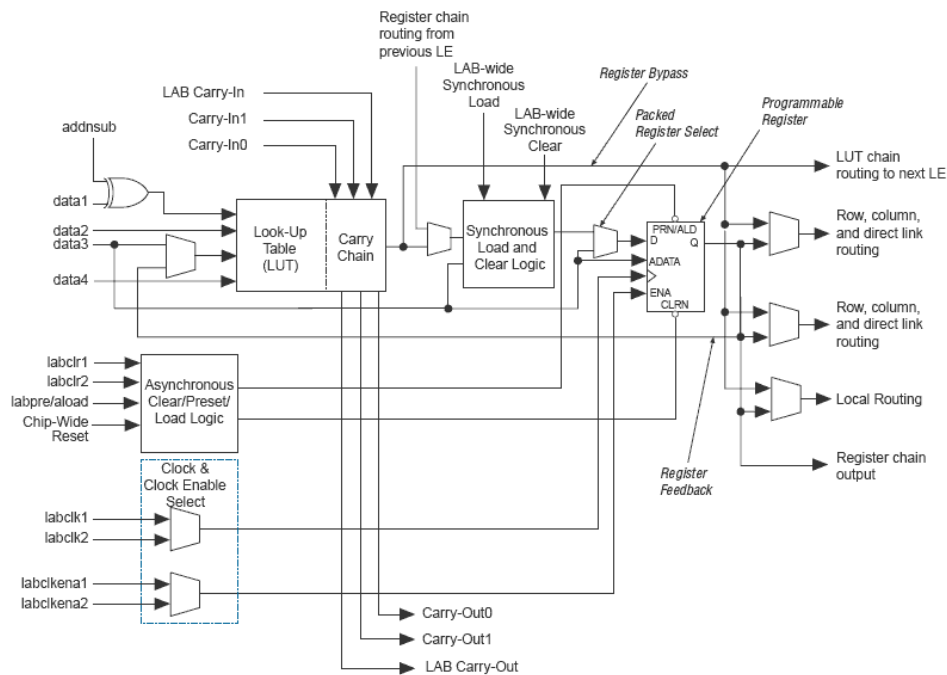 Register chain
routing from
previous LE
LAB-wide
Synchronous
Load
Register Bypass
LAB Carry-In
LAB-wide
Synchronous
Clear
Packed
Register Select
Programmable
Register
Carry-In1
addnsub
Carry-In0
LUT chain
routing to next LE
data1
data2
data3
data4
Look-Up
Table
(LUT)
Carry
Chain
Synchronous
Load and
Clear Logic
PRN/ALD
D
Q
ADATA
ENA
CLRN
Row, column,
and direct link
routing
Row, column,
and direct link
routing
labclr1
labclr2
labpre/aload
Chip-Wide
Reset
Asynchronous
Clear/Preset/
Load Logic
Local Routing
Register chain
output
Register
Feedback
Clock &
Clock Enable
Select
labclk1
labclk2
labclkena1
labclkena2
Carry-Out0
Carry-Out1
LAB Carry-Out